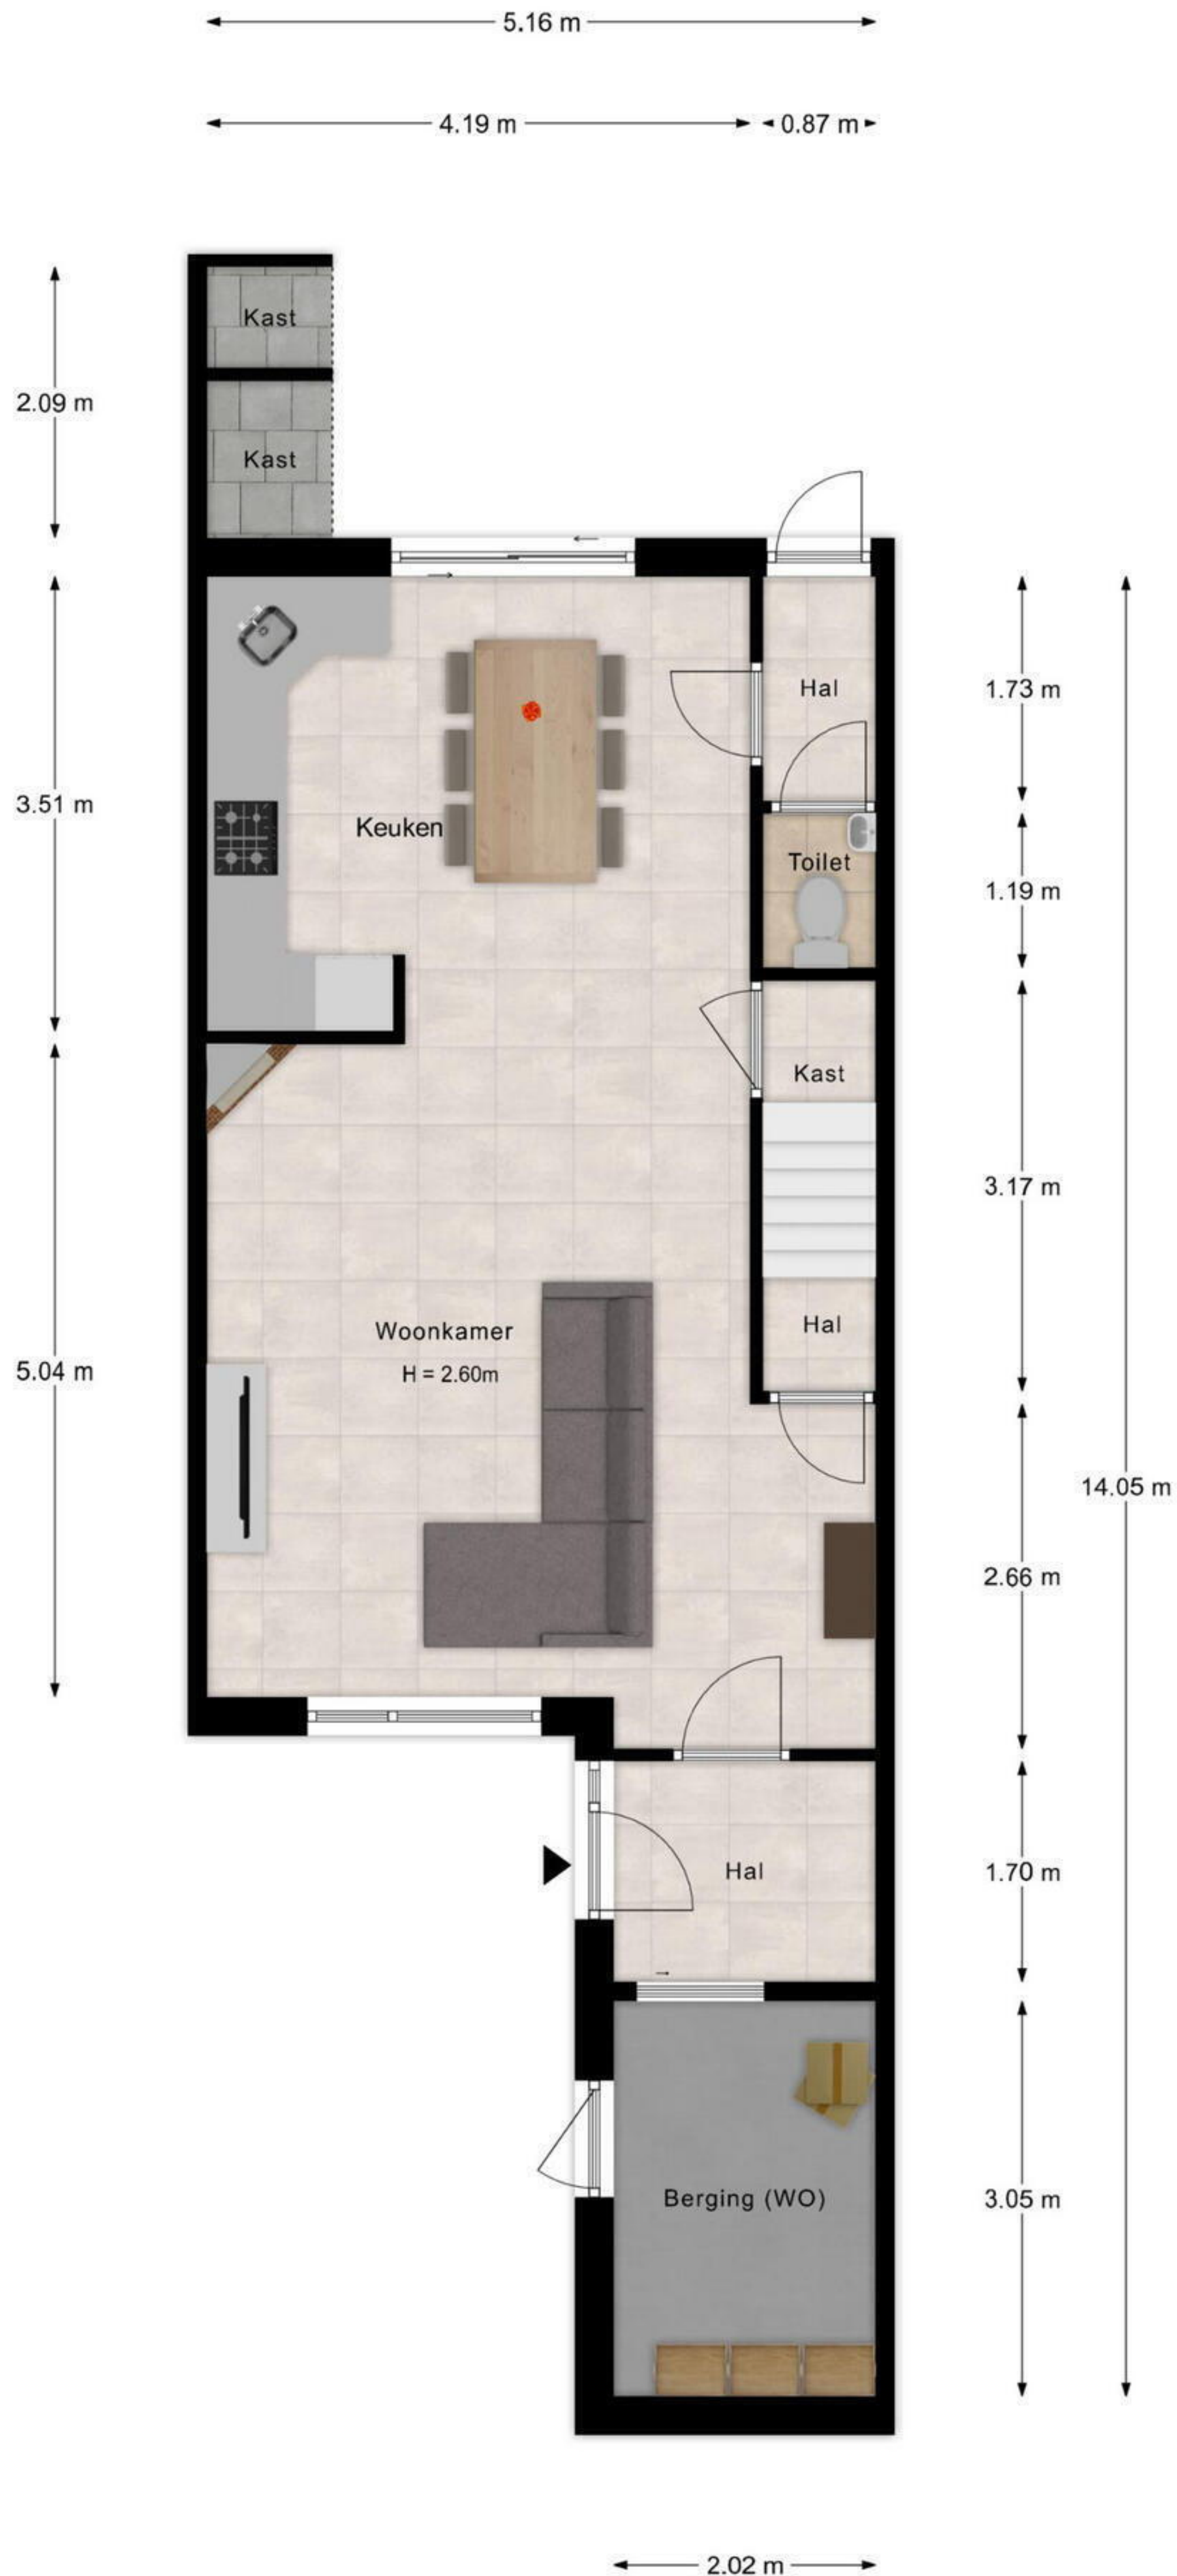 5.16 m
4.19 m
0.87 m
Kast
2.09 m
Kast
Hal
1.73 m
3.51 m
Keuken
Toilet
1.19 m
Kast
3.17 m
Hal
Woonkamer
H = 2.60m
5.04 m
14.05 m
2.66 m
Hal
1.70 m
Berging (WO)
3.05 m
2.02 m